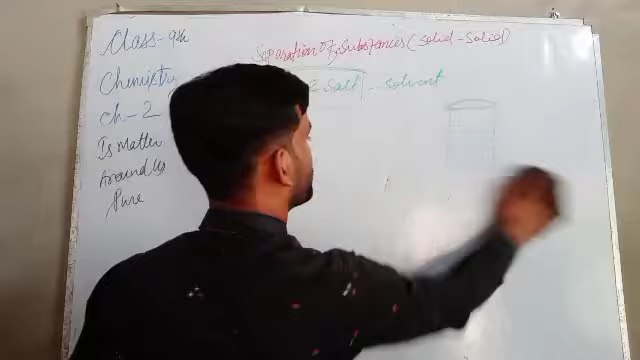 Class-9th
Separation of Substances (Solid-Solid)
Chemistry
& Salt - Solvent
Ch-2
Is Matter
Around Us
Pure